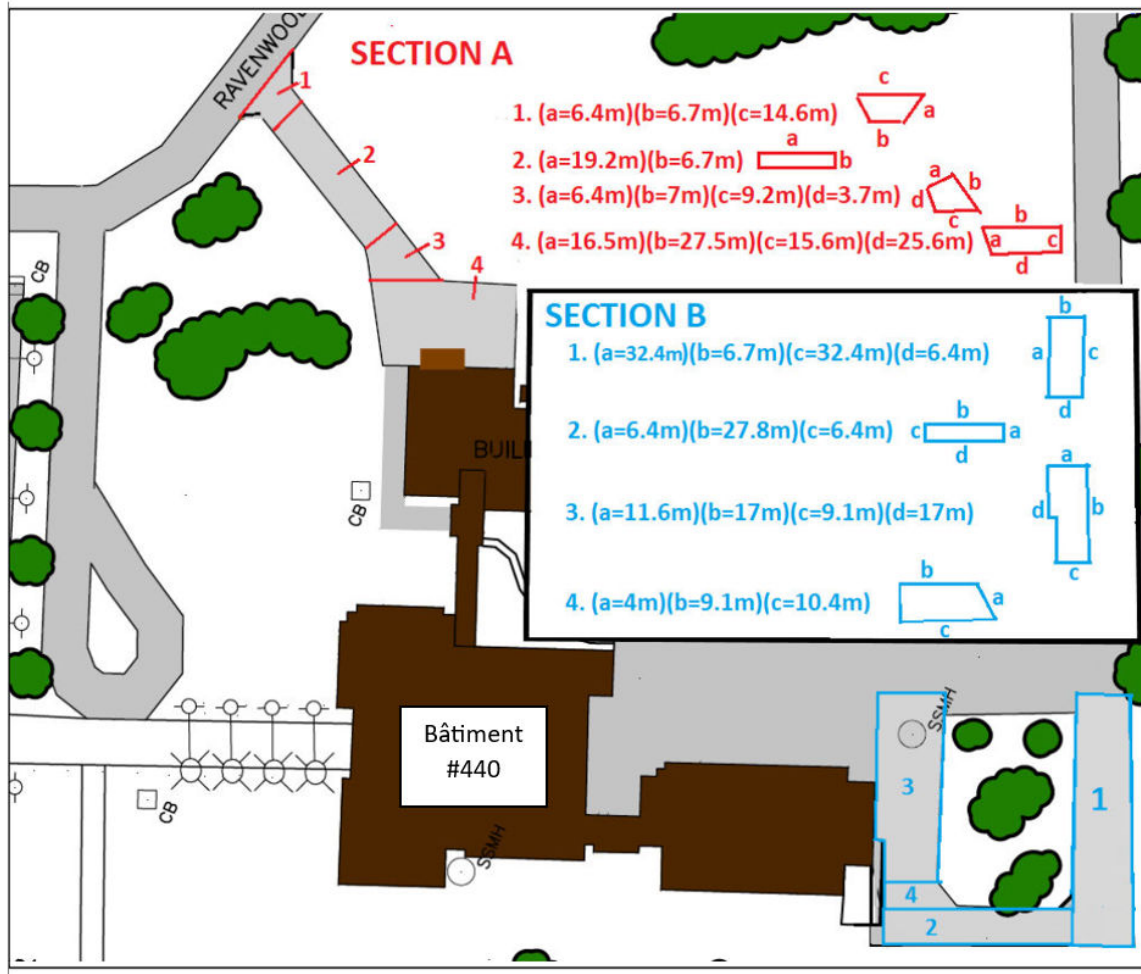 RAVENWOO
SECTION A
1. (a=6.4m)(b=6.7m)(c=14.6m)
c
a
b
2. (a=19.2m)(b=6.7m)
a
b
3. (a=6.4m)(b=7m)(c=9.2m)(d=3.7m)
a
b
d
c
4. (a=16.5m)(b=27.5m)(c=15.6m)(d=25.6m)
b
a
c
d
1
2
3
4
CB
SECTION B
1. (a=32.4m)(b=6.7m)(c=32.4m)(d=6.4m)
b
a
c
d
2. (a=6.4m)(b=27.8m)(c=6.4m)
b
c
a
d
3. (a=11.6m)(b=17m)(c=9.1m)(d=17m)
a
d
b
c
4. (a=4m)(b=9.1m)(c=10.4m)
b
a
c
BUIL
CB
Bâtiment
#440
CB
SSMH
SSMH
3
1
4
2